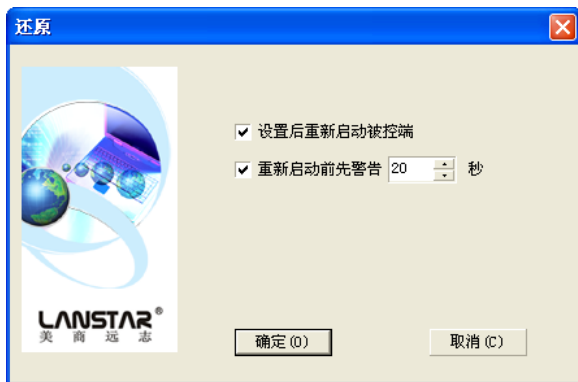 还原
设置后重新启动被控端
重新启动前先警告 20 秒
LANSTAR®
美商远志
确定(O) 取消(C)